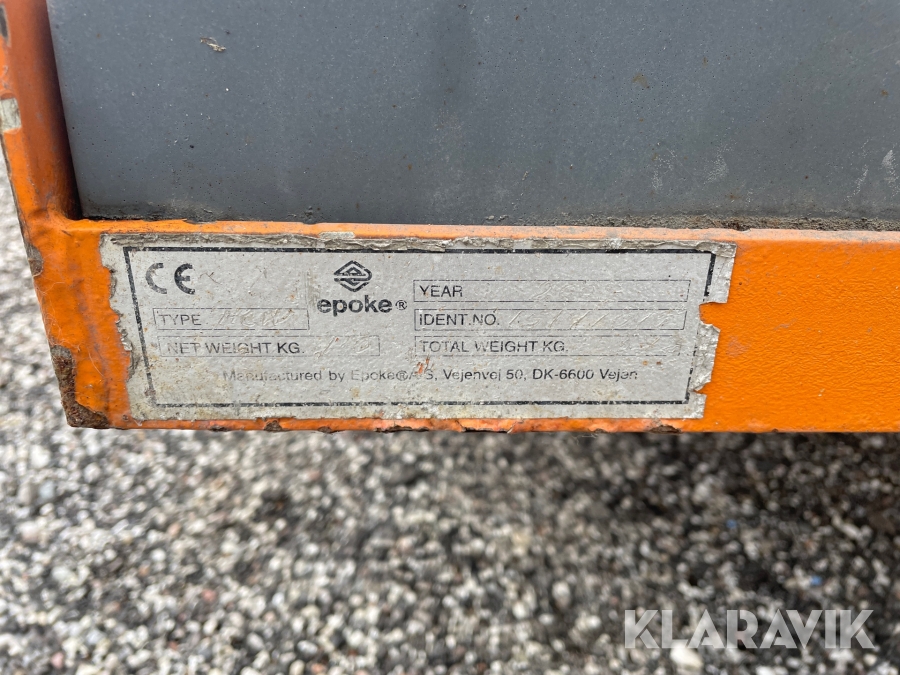 CE
epoke®
YEAR
TYPE
IDENT. NO.
NET WEIGHT KG.
TOTAL WEIGHT KG.
Manufactured by Epoke® A/S, Vejenvej 50, DK-6600 Vejen
KLARAVIK